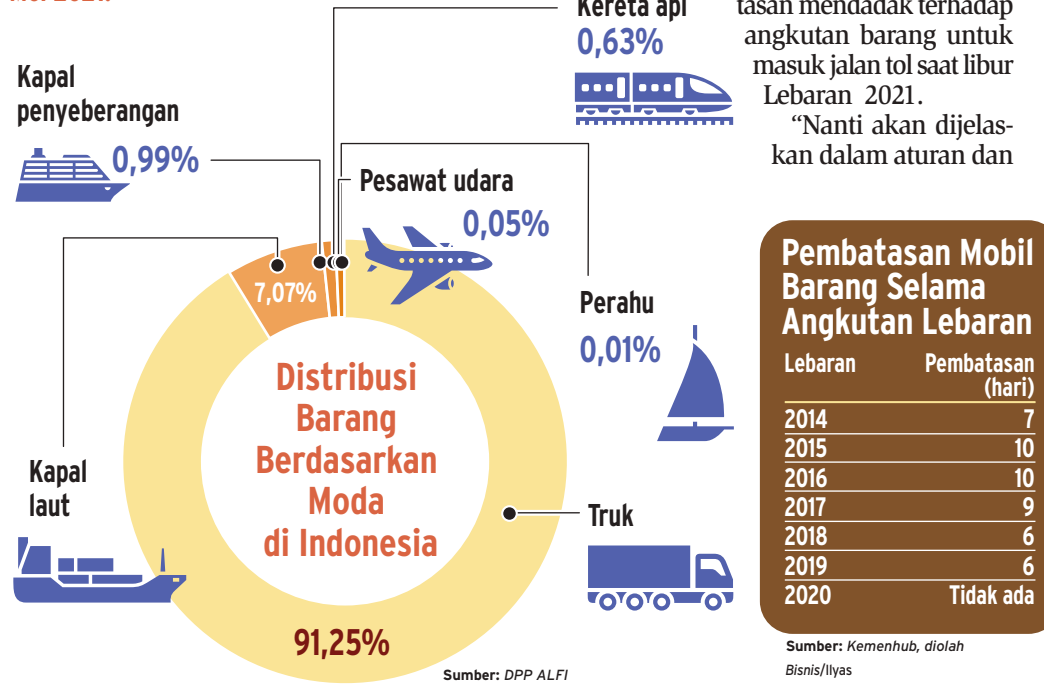 Kereta api
0,63%
tasan mendadak terhadap
angkutan barang untuk
masuk jalan tol saat libur
Lebaran 2021.
“Nanti akan dijelas-
kan dalam aturan dan
Kapal
penyeberangan
0,99%
Pesawat udara
0,05%
7,07%
Perahu
0,01%
Distribusi
Barang
Berdasarkan
Moda
di Indonesia
Kapal
laut
Truk
91,25%
Sumber: DPP ALFI
Pembatasan Mobil
Barang Selama
Angkutan Lebaran
Lebaran Pembatasan
(hari)
2014 7
2015 10
2016 10
2017 9
2018 6
2019 6
2020 Tidak ada
Sumber: Kemenhub, diolah
Bisnis/Ilyas